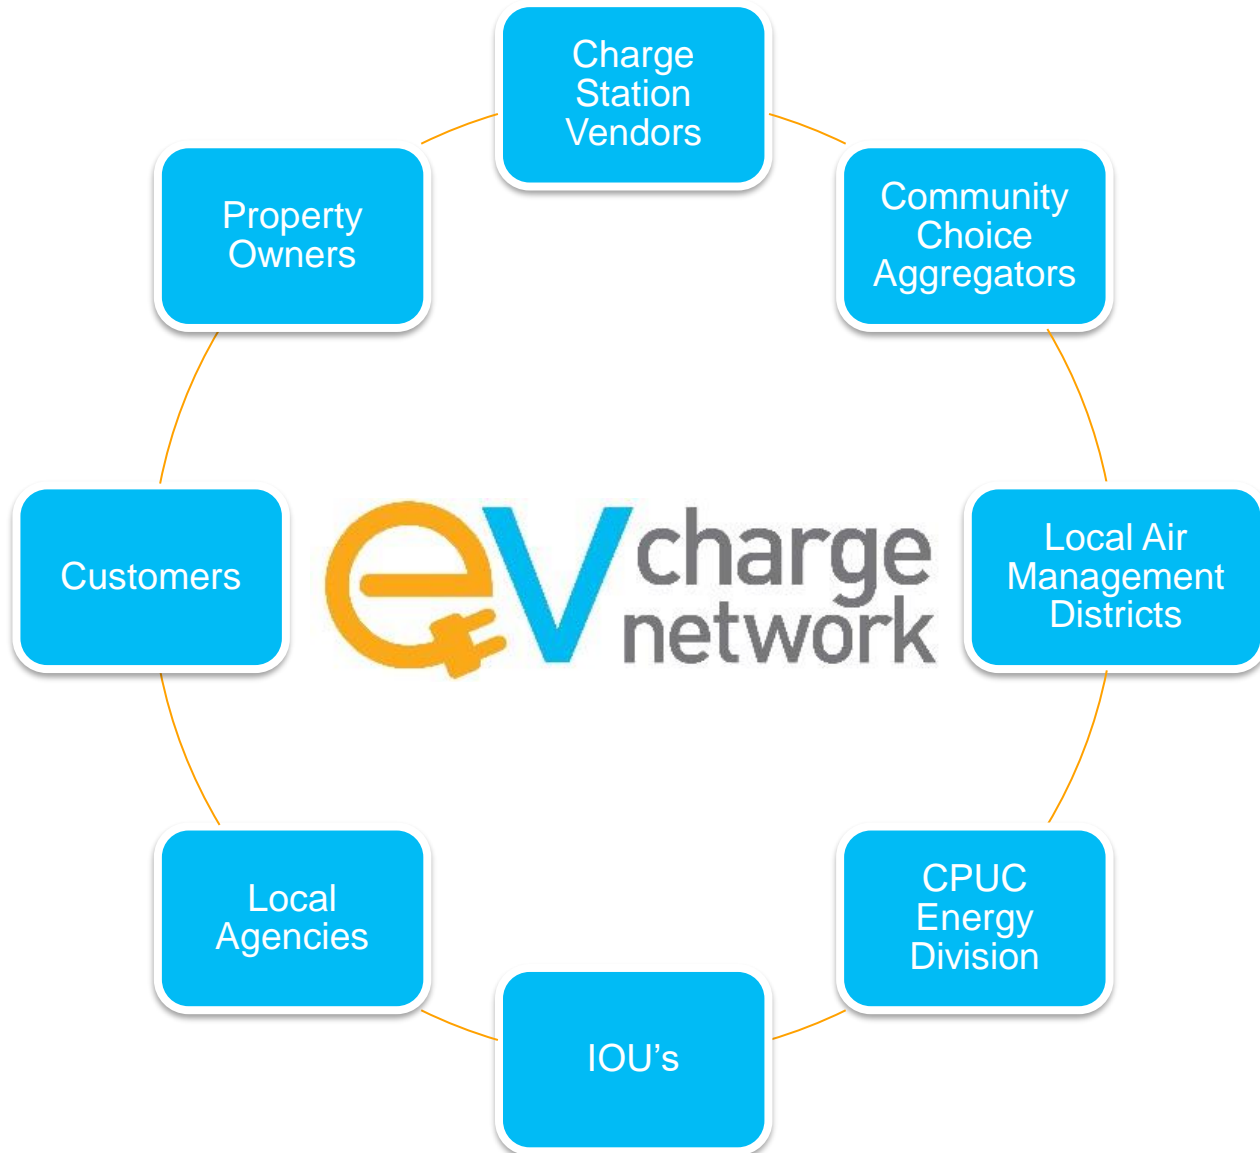 Charge
Station
Vendors
Community
Choice
Aggregators
Local Air
Management
Districts
CPUC
Energy
Division
IOU’s
Local
Agencies
Customers
Property
Owners
eV charge
network